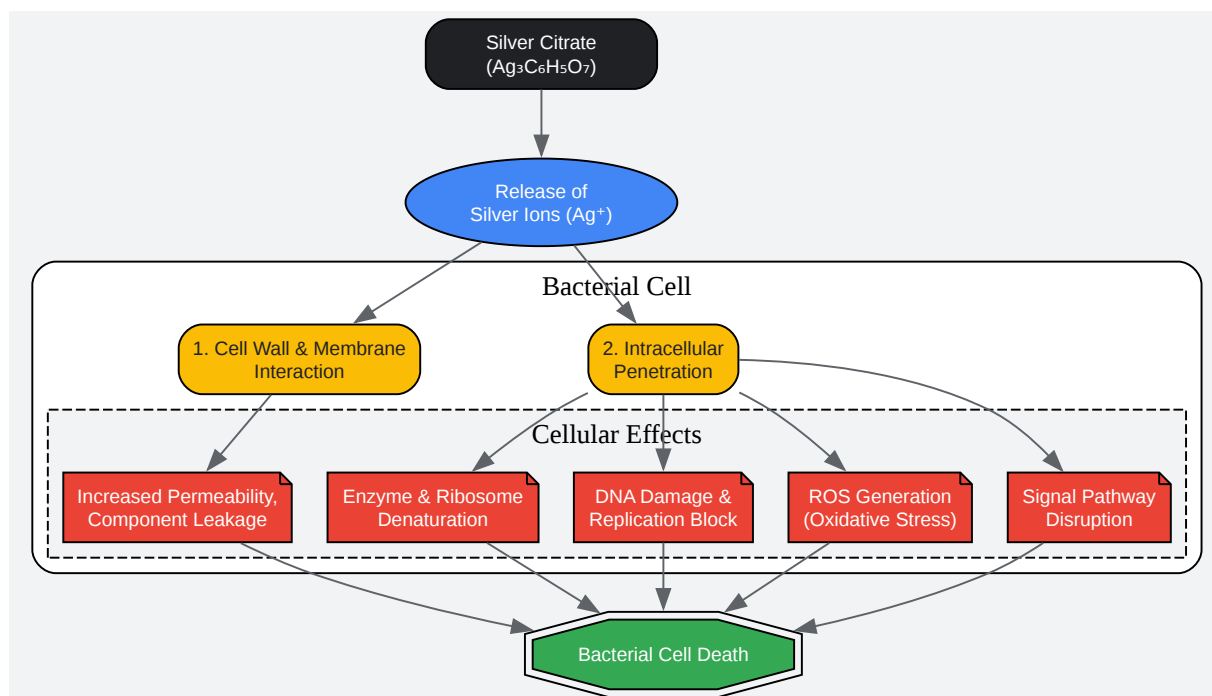 Silver Citrate
(Ag₃C₆H₅O₇)
Release of
Silver Ions (Ag⁺)
Bacterial Cell
1. Cell Wall & Membrane
Interaction
2. Intracellular
Penetration
Cellular Effects
Increased Permeability,
Component Leakage
Enzyme & Ribosome
Denaturation
DNA Damage &
Replication Block
ROS Generation
(Oxidative Stress)
Signal Pathway
Disruption
Bacterial Cell Death